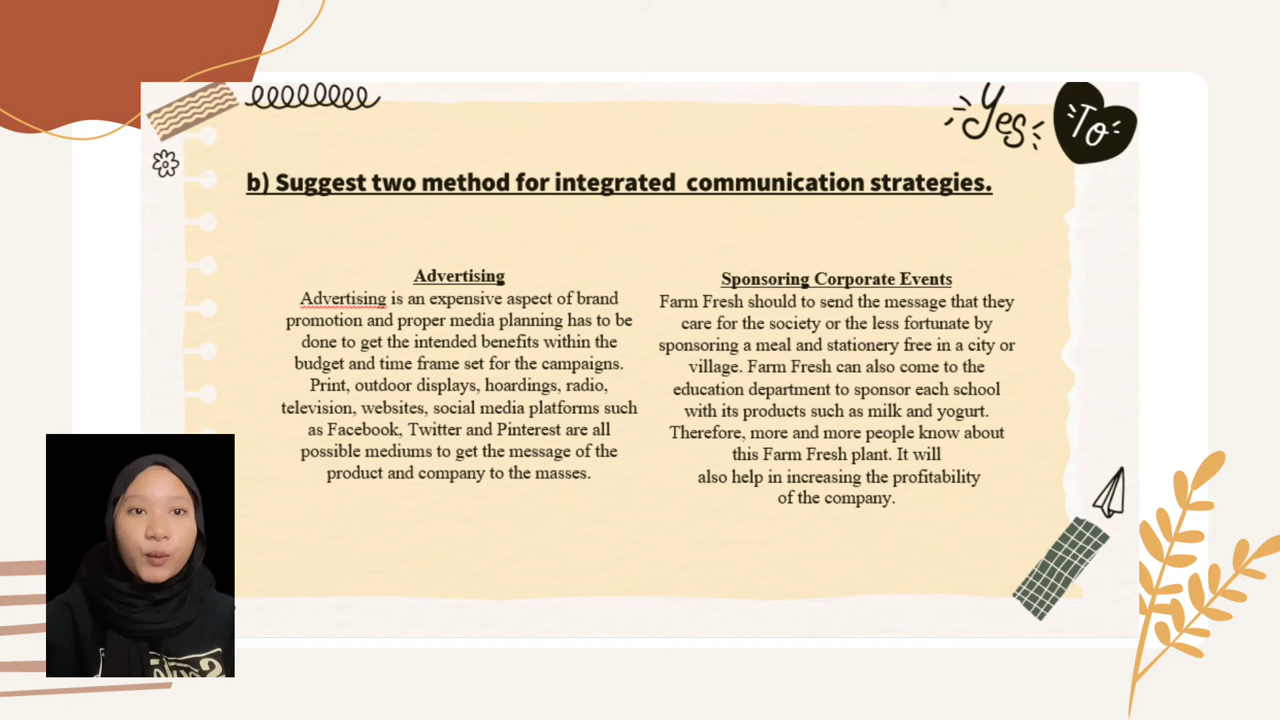 Yes
To
b) Suggest two method for integrated communication strategies.
Advertising
Advertising is an expensive aspect of brand
promotion and proper media planning has to be
done to get the intended benefits within the
budget and time frame set for the campaigns.
Print, outdoor displays, hoardings, radio,
television, websites, social media platforms such
as Facebook, Twitter and Pinterest are all
possible mediums to get the message of the
product and company to the masses.
Sponsoring Corporate Events
Farm Fresh should to send the message that they
care for the society or the less fortunate by
sponsoring a meal and stationery free in a city or
village. Farm Fresh can also come to the
education department to sponsor each school
with its products such as milk and yogurt.
Therefore, more and more people know about
this Farm Fresh plant. It will
also help in increasing the profitability
of the company.